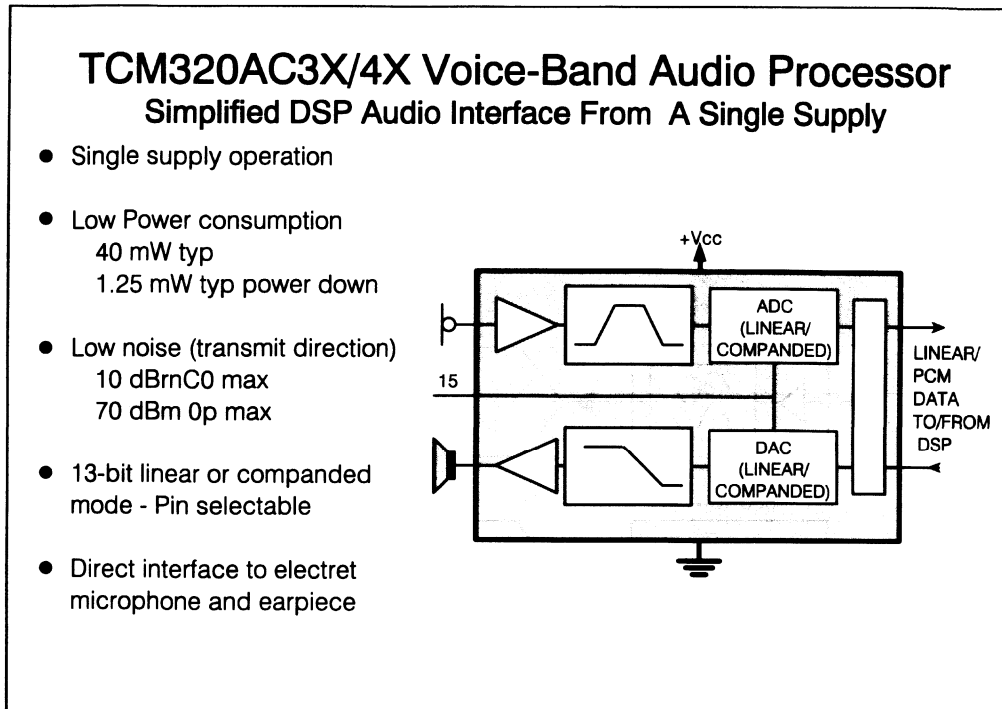 TCM320AC3X/4X Voice-Band Audio Processor
Simplified DSP Audio Interface From A Single Supply
● Single supply operation
● Low Power consumption
40 mW typ
1.25 mW typ power down
● Low noise (transmit direction)
10 dBrnC0 max
70 dBm 0p max
● 13-bit linear or companded
mode - Pin selectable
● Direct interface to electret
microphone and earpiece
+Vcc
ADC
(LINEAR/
COMPANDED)
15
DAC
(LINEAR/
COMPANDED)
LINEAR/
PCM
DATA
TO/FROM
DSP